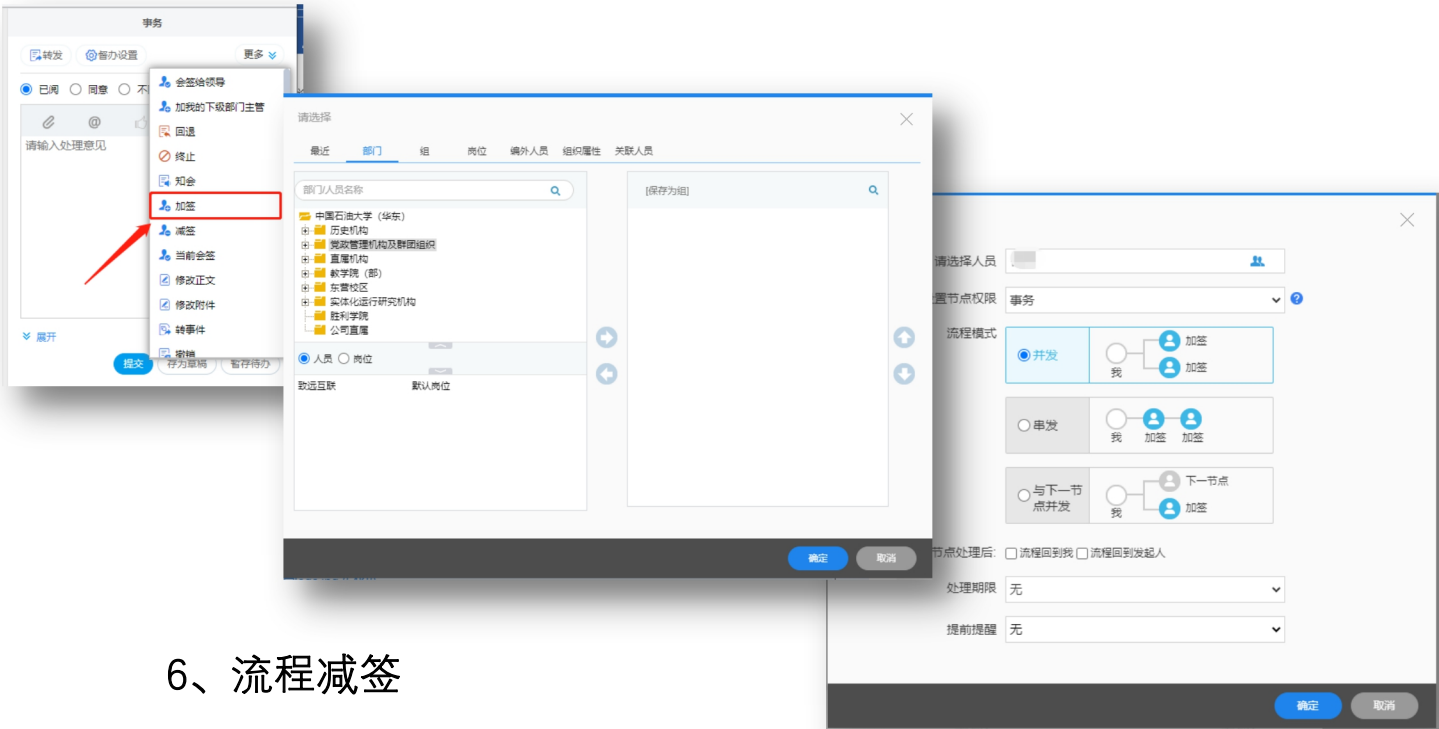 事务
转发 督办设置 更多
已阅 同意 不
请输入处理意见
会签给领导
加我的下级部门主管
回退
终止
知会
加签
减签
当前会签
修改正文
修改附件
转事件
撤销
展开
提交 存为草稿 暂存待办
请选择
最近 部门 组 岗位 编外人员 组织属性 关联人员
部门/人员名称
中国石油大学（华东）
历史机构
党政管理机构及群团组织
直属机构
教学院（部）
东营校区
实体化运行研究机构
胜利学院
公司直属
人员 岗位
致远互联 默认岗位
[保存为组]
确定 取消
请选择人员
置节点权限 事务
流程模式
并发 我 加签 加签
串发 我 加签 加签
与下一节点并发 我 下一节点 加签
节点处理后: 流程回到我 流程回到发起人
处理期限 无
提前提醒 无
确定 取消
6、流程减签